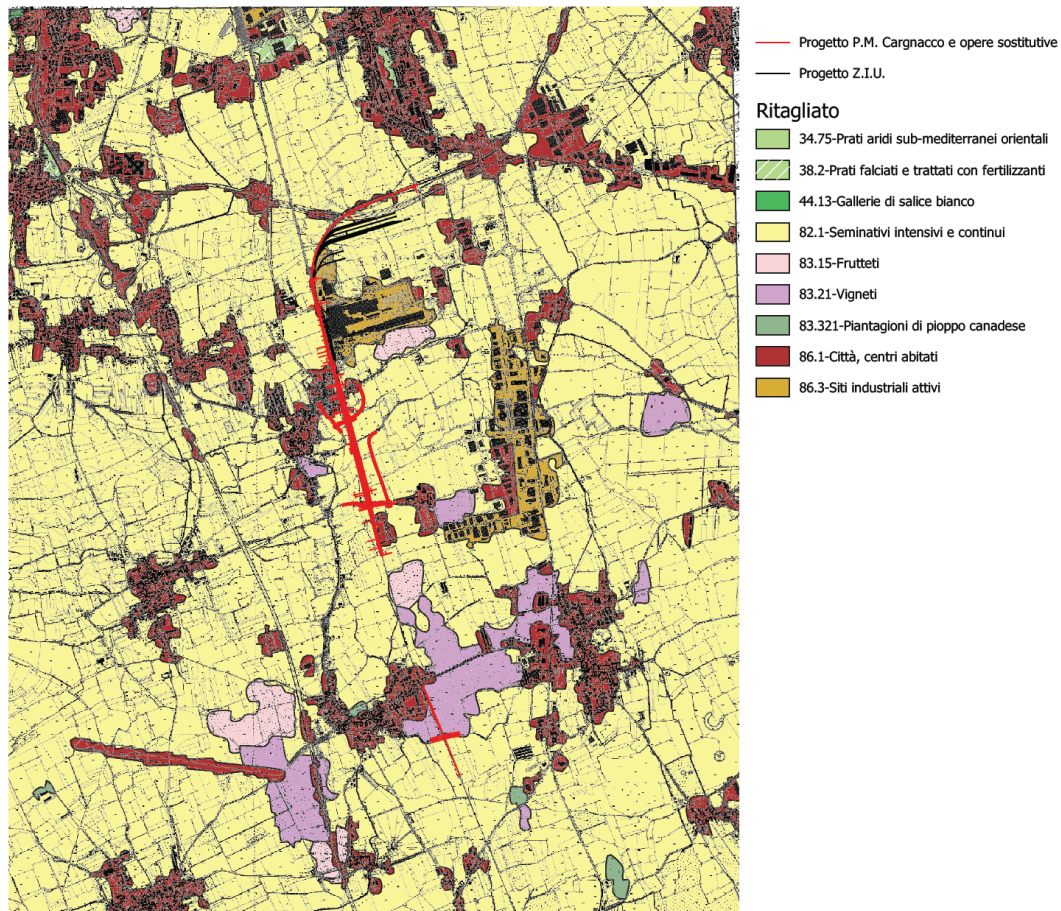 Progetto P.M. Cargnacco e opere sostitutive
Progetto Z.I.U.
Ritagliato
34.75-Prati aridi sub-mediterranei orientali
38.2-Prati falciati e trattati con fertilizzanti
44.13-Gallerie di salice bianco
82.1-Seminativi intensivi e continui
83.15-Frutteti
83.21-Vigneti
83.321-Piantagioni di pioppo canadese
86.1-Città, centri abitati
86.3-Siti industriali attivi